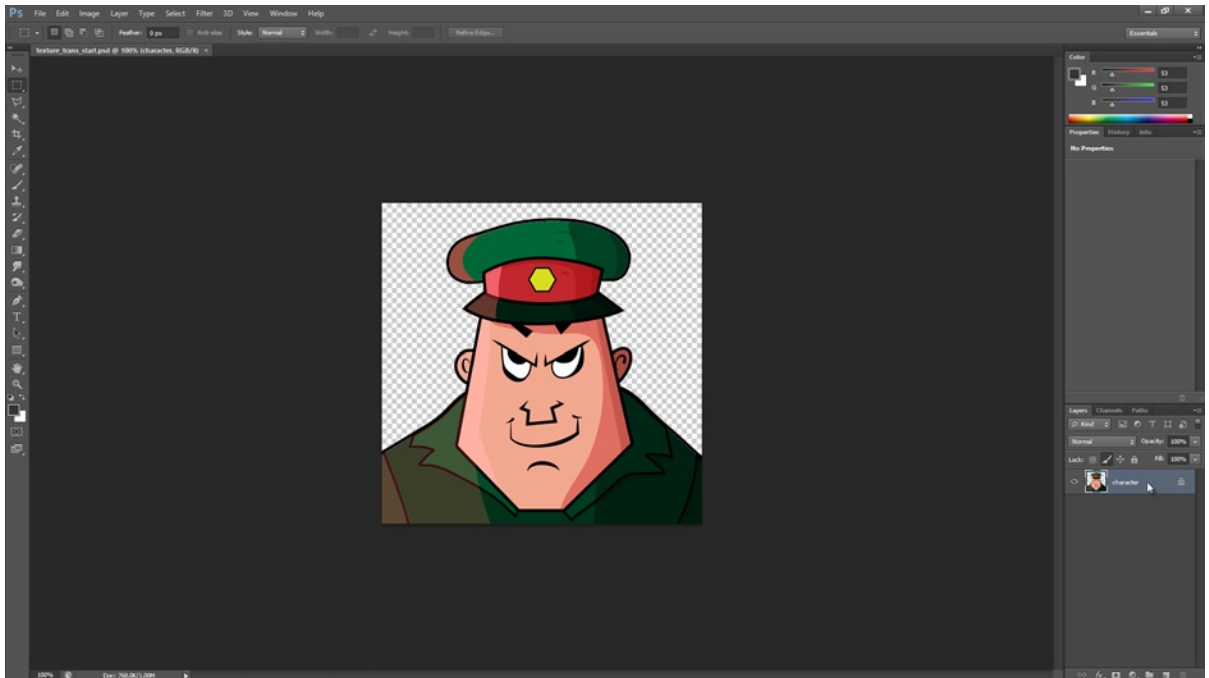 Ps File Edit Image Layer Type Select Filter 3D View Window Help
Feather: 0 px Anti-alias Style: Normal Width: Height: Refine Edge... Essentials
texture_trans_start.psd @ 100% (character, RGB/8) ×
Color
R 53
G 53
B 53
Properties History Info
No Properties
Layers Channels Paths
Kind
Normal Opacity: 100%
Lock: Fill: 100%
character
100% Doc: 768.0K/1.00M